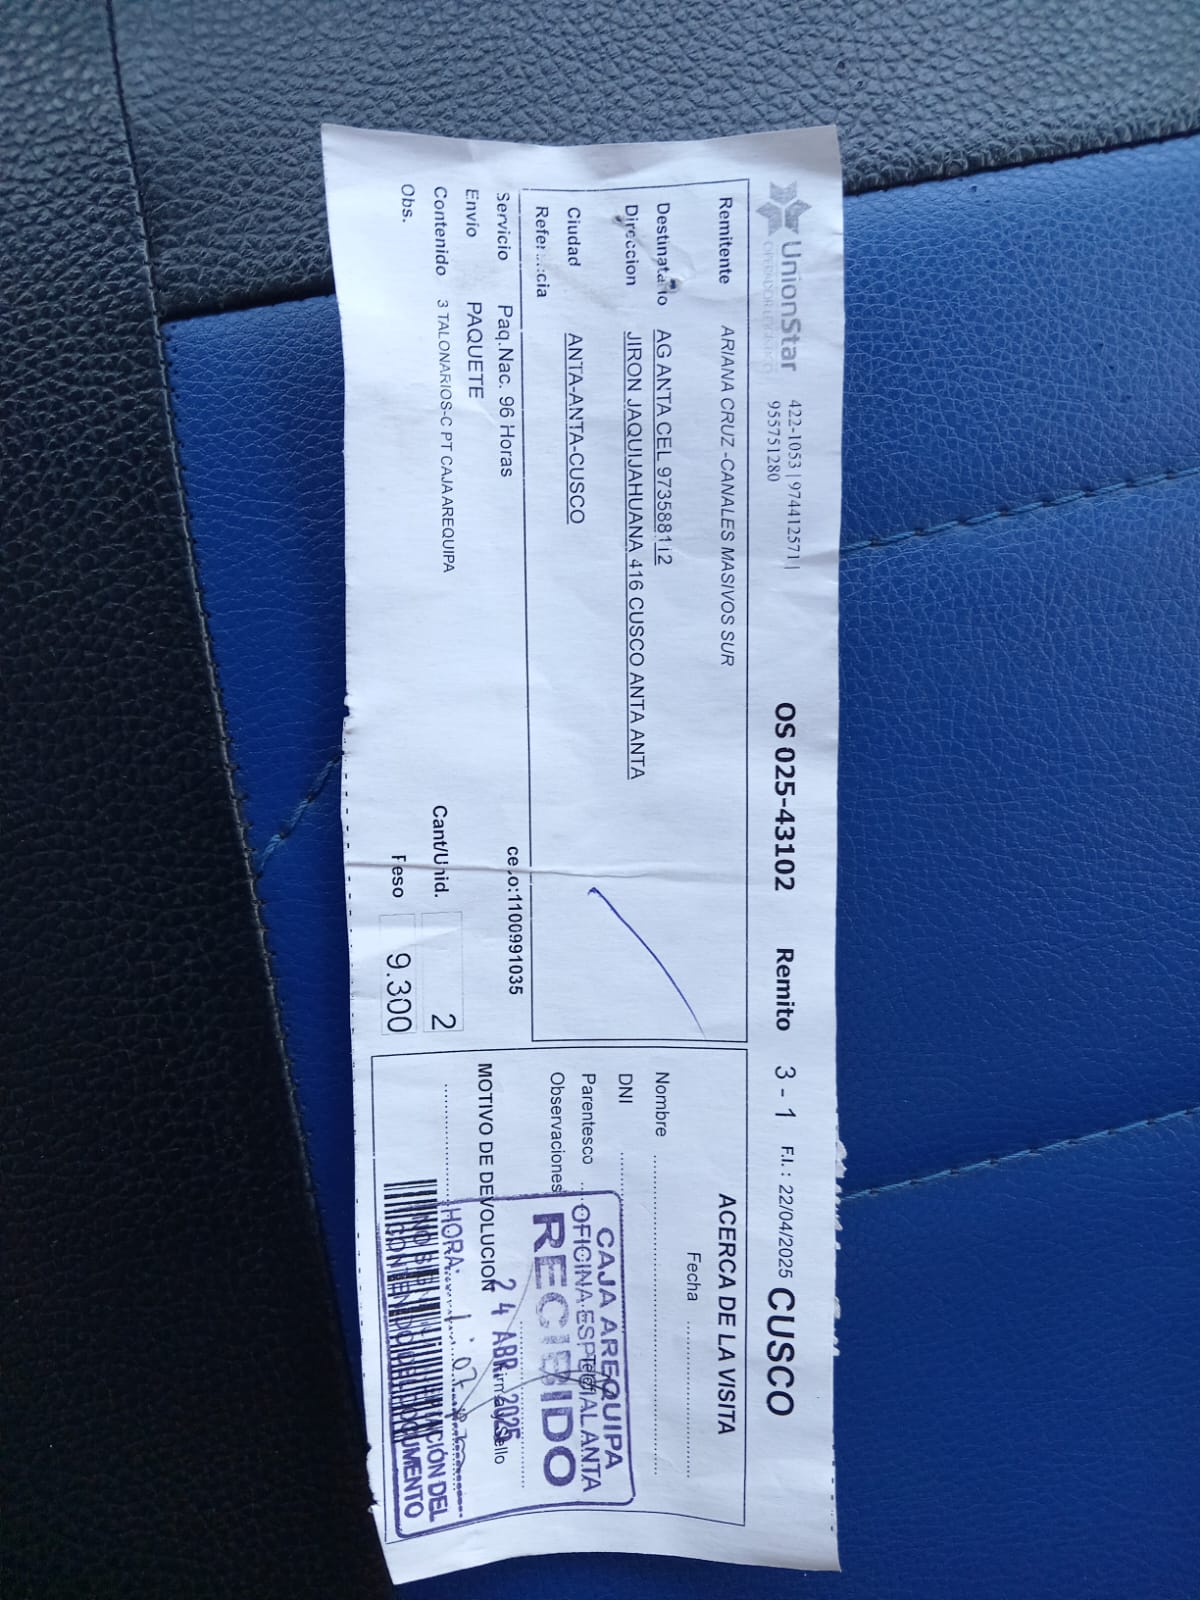 UnionStar
422-1053 | 974412571 |
955751280
OS 025-43102 Remito 3 - 1 F.I.: 22/04/2025 CUSCO
Remitente ARIANA CRUZ -CANALES MASIVOS SUR
Destinatario AG ANTA CEL 973588112
Direccion JIRON JAQUIJAHUANA 416 CUSCO ANTA ANTA
Ciudad ANTA-ANTA-CUSCO
Servicio Paq.Nac. 96 Horas
Envio PAQUETE
Contenido 3 TALONARIOS-C PT CAJA AREQUIPA
Obs.
1100991035
Cant/Unid. 2
Peso 9.300
ACERCA DE LA VISITA
Fecha
Nombre
DNI
Parentesco
Observaciones
MOTIVO DE DEVOLUCION
CAJA AREQUIPA
OFICINA ESPECIAL ANTA
RECIBIDO
24 ABR. 2025
HORA:
CONTENIDO DEL DOCUMENTO